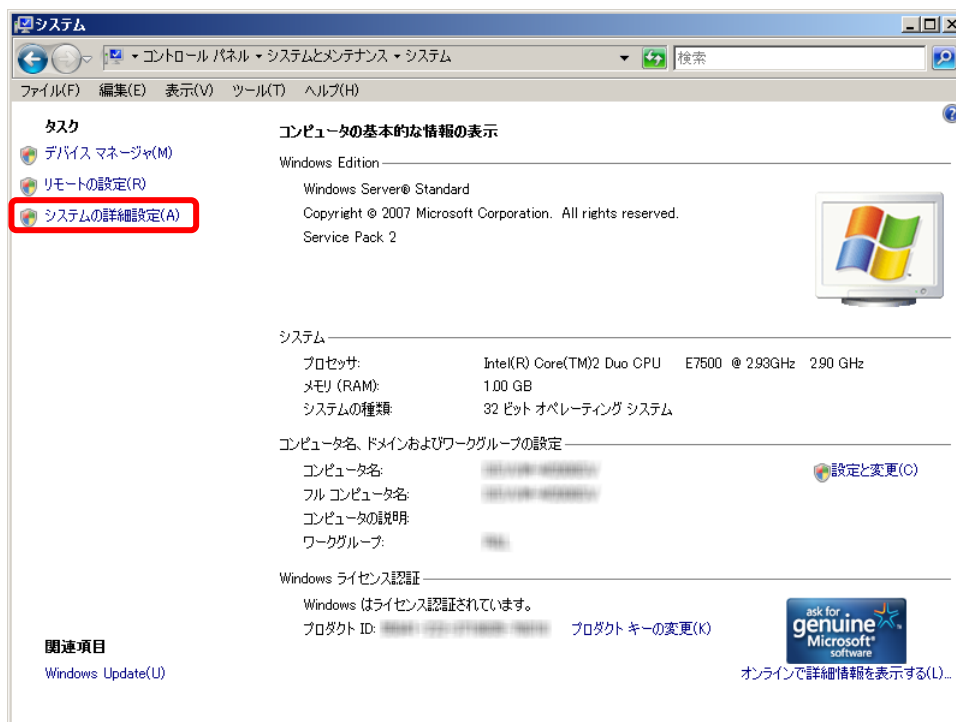 システム
コントロール パネル システムとメンテナンス システム 検索
ファイル(F) 編集(E) 表示(V) ツール(T) ヘルプ(H)
タスク
デバイス マネージャ(M)
リモートの設定(R)
システムの詳細設定(A)
コンピュータの基本的な情報の表示
Windows Edition
Windows Server® Standard
Copyright © 2007 Microsoft Corporation. All rights reserved.
Service Pack 2
システム
プロセッサ: Intel(R) Core(TM)2 Duo CPU E7500 @ 2.93GHz 2.90 GHz
メモリ (RAM): 1.00 GB
システムの種類: 32 ビット オペレーティング システム
コンピュータ名、ドメインおよびワークグループの設定
コンピュータ名: 設定と変更(C)
フル コンピュータ名:
コンピュータの説明:
ワークグループ:
Windows ライセンス認証
Windows はライセンス認証されています。
プロダクト ID: プロダクト キーの変更(K)
ask for
genuine
Microsoft®
software
オンラインで詳細情報を表示する(L)...
関連項目
Windows Update(U)